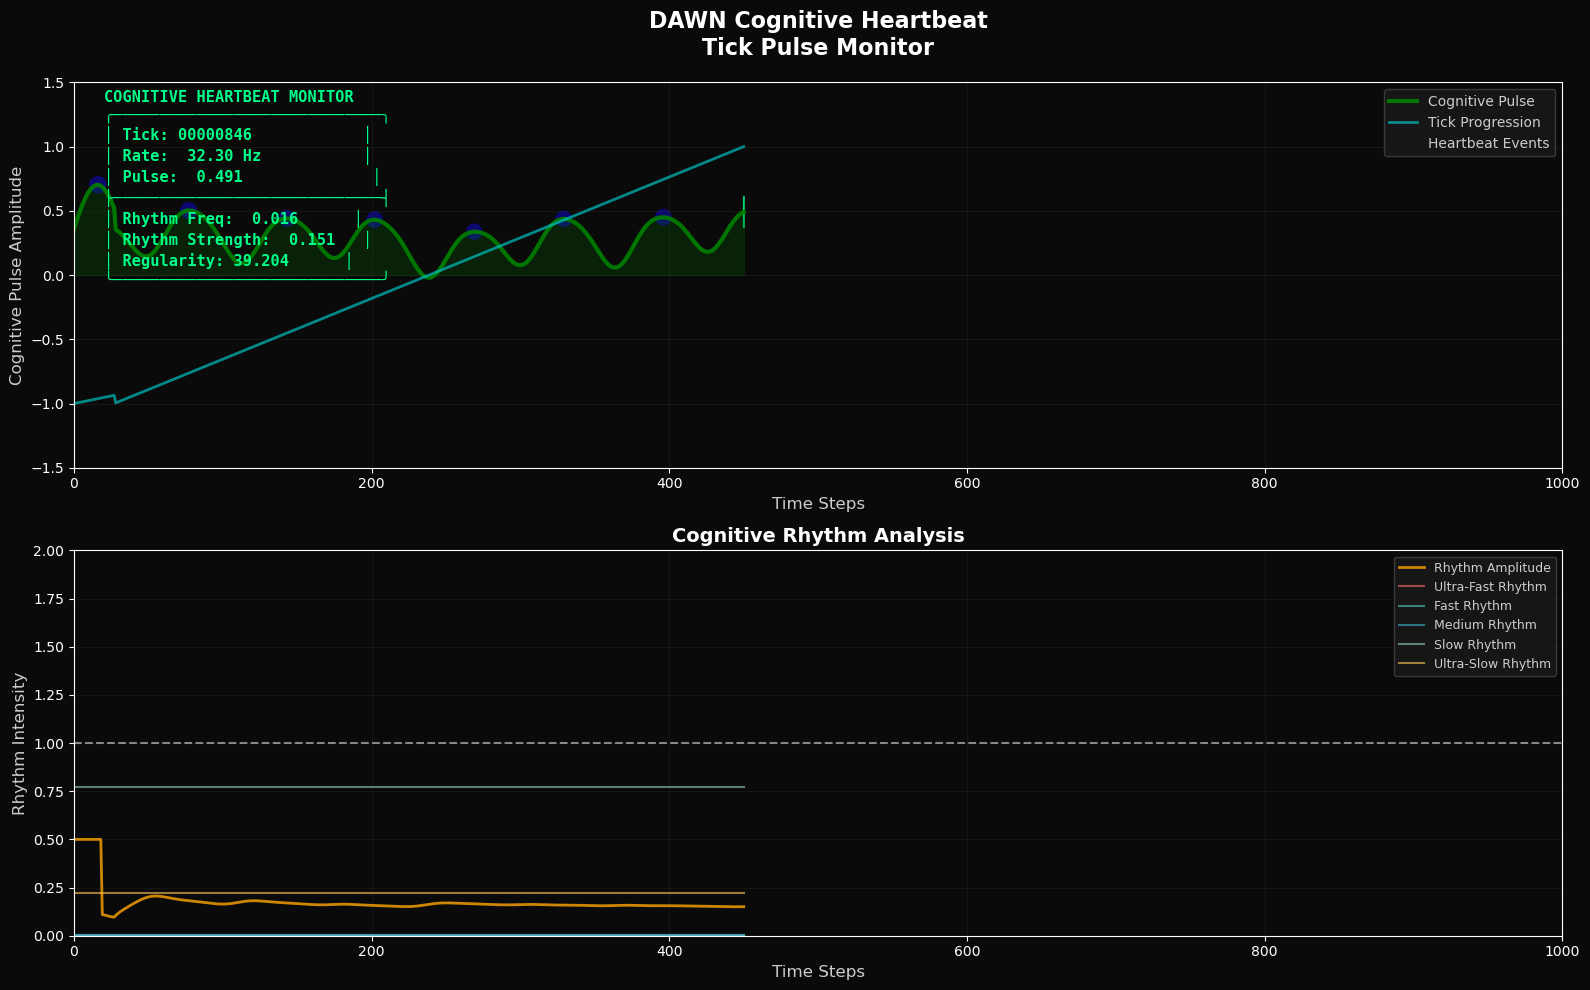 DAWN Cognitive Heartbeat
Tick Pulse Monitor
COGNITIVE HEARTBEAT MONITOR
Tick: 00000846
Rate:  32.30 Hz
Pulse:  0.491
Rhythm Freq:  0.016
Rhythm Strength:  0.151
Regularity: 39.204
Cognitive Pulse
Tick Progression
Heartbeat Events
Cognitive Pulse Amplitude
1.5
1.0
0.5
0.0
−0.5
−1.0
−1.5
0 200 400 600 800 1000
Time Steps
Cognitive Rhythm Analysis
Rhythm Amplitude
Ultra-Fast Rhythm
Fast Rhythm
Medium Rhythm
Slow Rhythm
Ultra-Slow Rhythm
Rhythm Intensity
2.00
1.75
1.50
1.25
1.00
0.75
0.50
0.25
0.00
0 200 400 600 800 1000
Time Steps